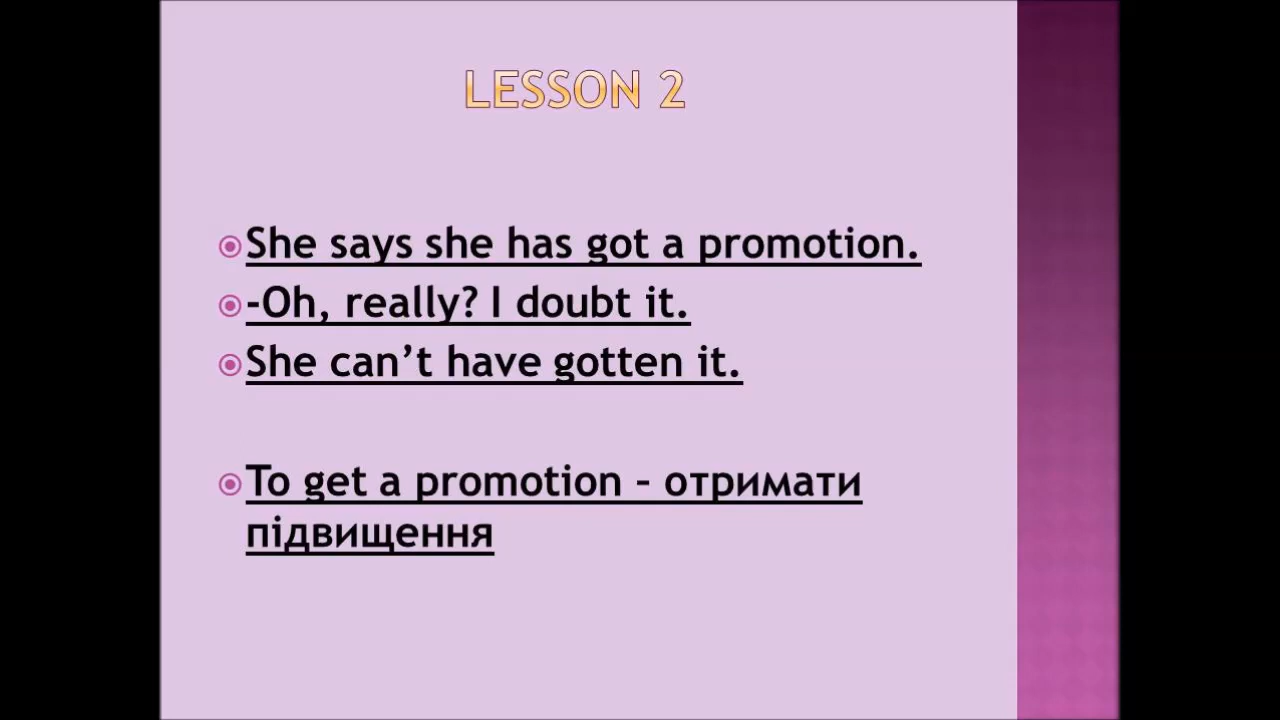 LESSON 2
She says she has got a promotion.
-Oh, really? I doubt it.
She can’t have gotten it.
To get a promotion – отримати
підвищення